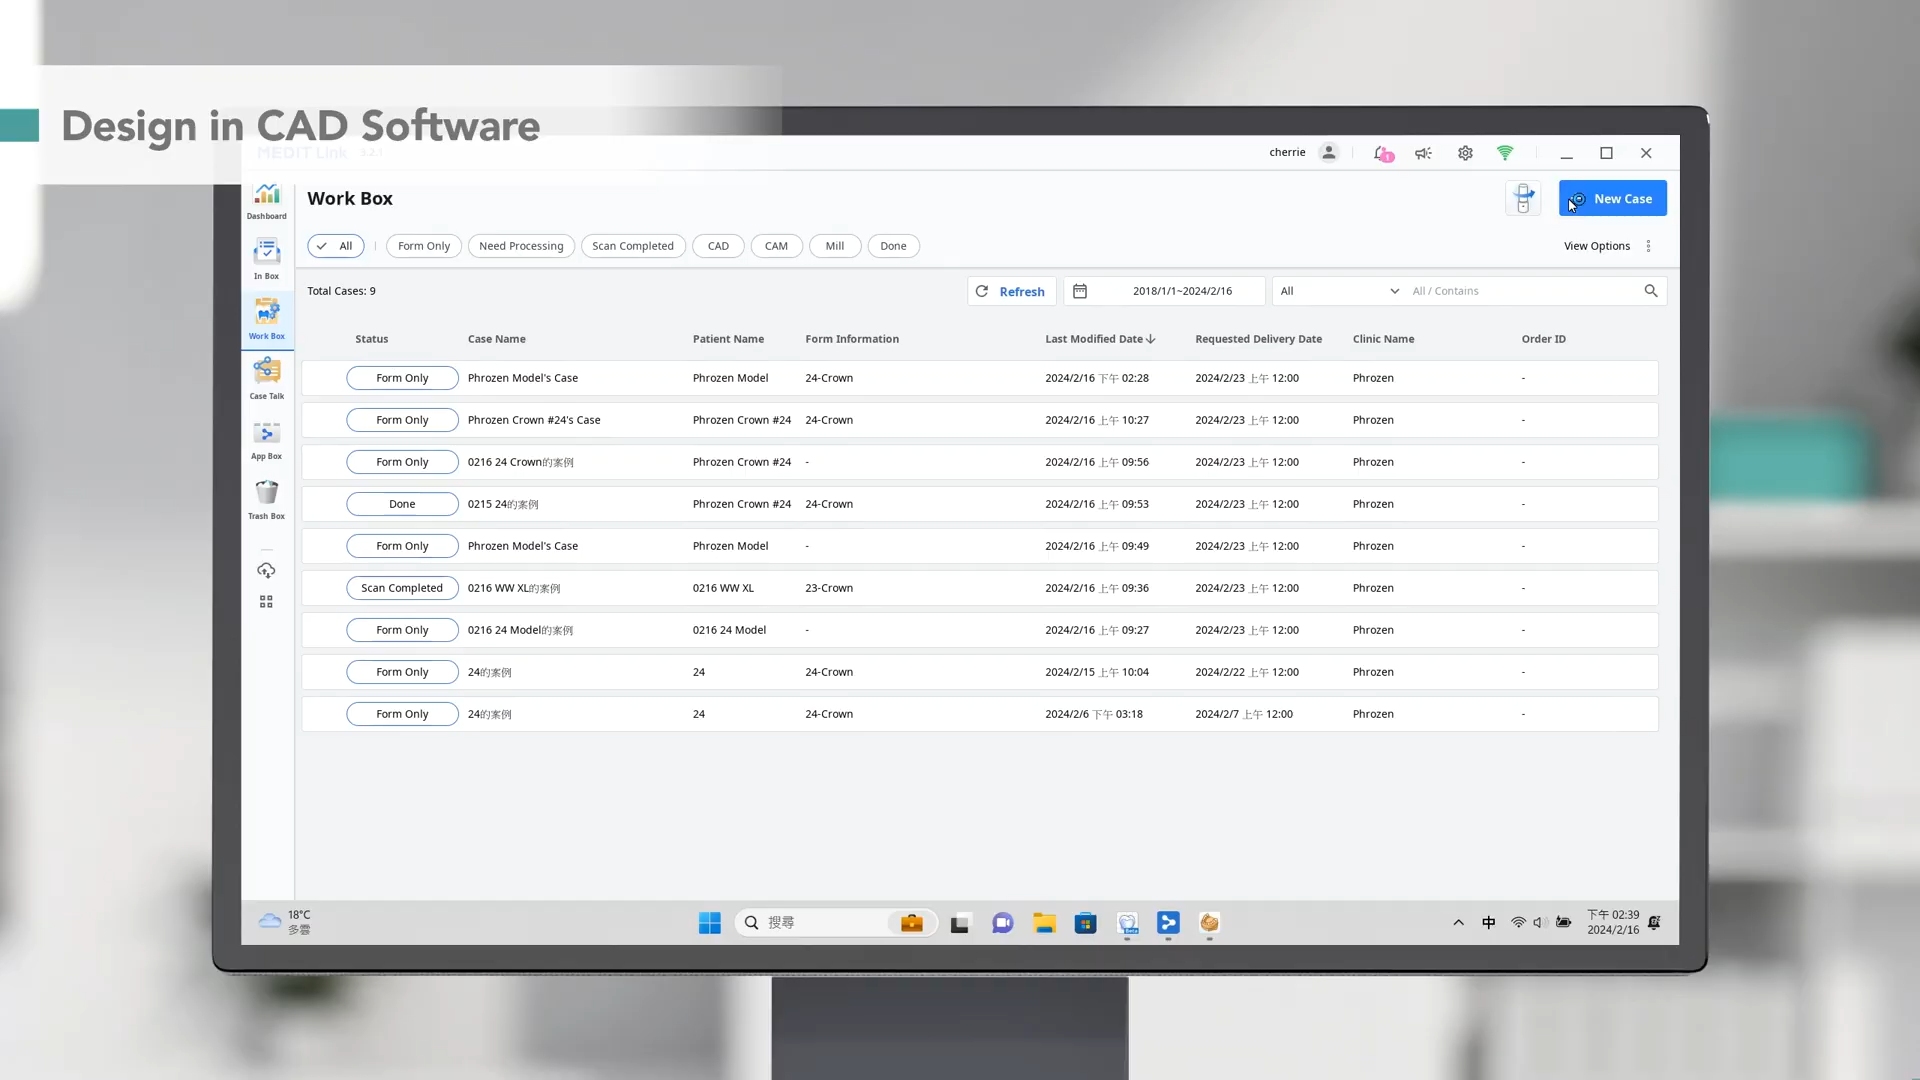 Design in CAD Software
MEDIT Link
cherrie
1
Dashboard
Work Box
New Case
In Box
All
Form Only
Need Processing
Scan Completed
CAD
CAM
Mill
Done
View Options
Total Cases: 9
Refresh
2018/1/1~2024/2/16
All
All / Contains
Work Box
Status Case Name Patient Name Form Information Last Modified Date Requested Delivery Date Clinic Name Order ID
Form Only Phrozen Model's Case Phrozen Model 24-Crown 2024/2/16 下午 02:28 2024/2/23 上午 12:00 Phrozen -
Case Talk
Form Only Phrozen Crown #24's Case Phrozen Crown #24 24-Crown 2024/2/16 上午 10:27 2024/2/23 上午 12:00 Phrozen -
App Box
Form Only 0216 24 Crown的案例 Phrozen Crown #24 - 2024/2/16 上午 09:56 2024/2/23 上午 12:00 Phrozen -
Done 0215 24的案例 Phrozen Crown #24 24-Crown 2024/2/16 上午 09:53 2024/2/23 上午 12:00 Phrozen -
Trash Box
Form Only Phrozen Model's Case Phrozen Model - 2024/2/16 上午 09:49 2024/2/23 上午 12:00 Phrozen -
Scan Completed 0216 WW XL的案例 0216 WW XL 23-Crown 2024/2/16 上午 09:36 2024/2/23 上午 12:00 Phrozen -
Form Only 0216 24 Model的案例 0216 24 Model - 2024/2/16 上午 09:27 2024/2/23 上午 12:00 Phrozen -
Form Only 24的案例 24 24-Crown 2024/2/15 上午 10:04 2024/2/22 上午 12:00 Phrozen -
Form Only 24的案例 24 24-Crown 2024/2/6 下午 03:18 2024/2/7 上午 12:00 Phrozen -
18°C
多雲
搜尋
Beta
中
下午 02:39
2024/2/16